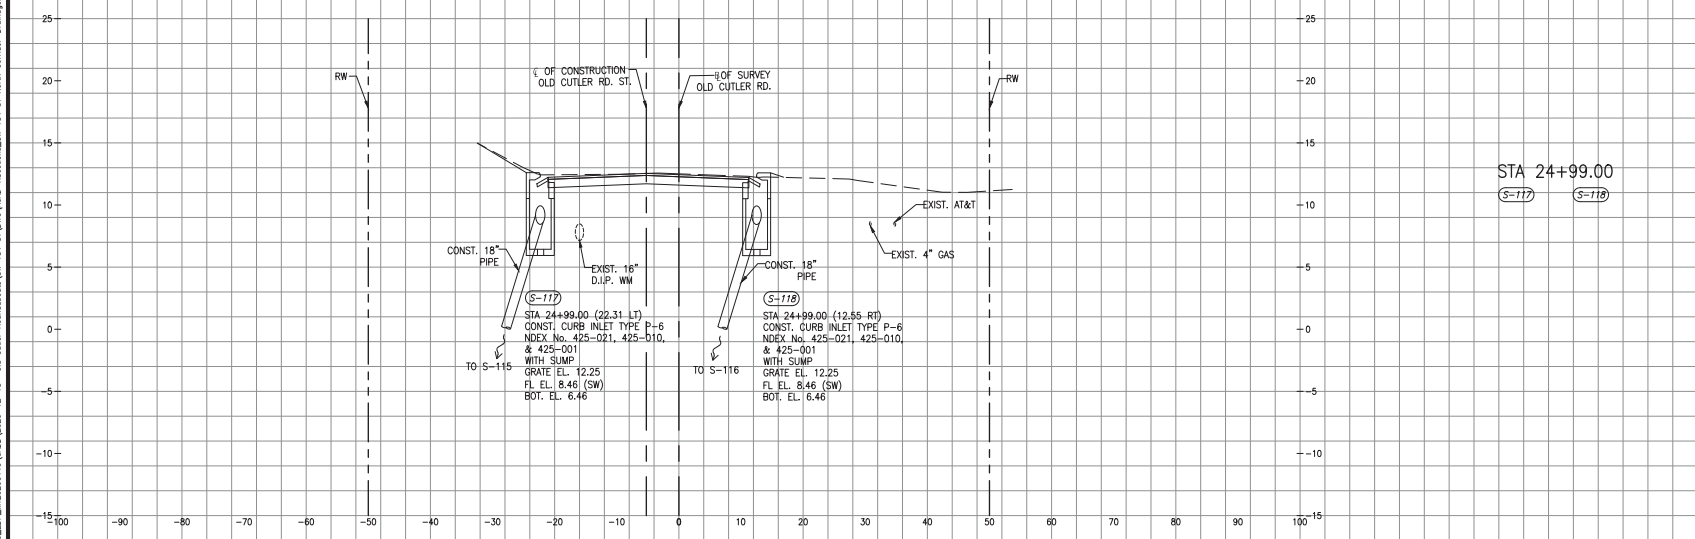 25
20
15
10
5
0
-5
-10
-15
-100 -90 -80 -70 -60 -50 -40 -30 -20 -10 0 10 20 30 40 50 60 70 80 90 100
25
20
15
10
5
0
-5
-10
-15
RW
℄ OF CONSTRUCTION
OLD CUTLER RD. ST.
OF SURVEY
OLD CUTLER RD.
RW
CONST. 18"
PIPE
EXIST. 16"
D.I.P. WM
CONST. 18"
PIPE
EXIST. AT&T
EXIST. 4" GAS
S-117
STA 24+99.00 (22.31 LT)
CONST. CURB INLET TYPE P-6
NDEX No. 425-021, 425-010,
& 425-001
WITH SUMP
GRATE EL. 12.25
FL EL. 8.46 (SW)
BOT. EL. 6.46
TO S-115
S-118
STA 24+99.00 (12.55 RT)
CONST. CURB INLET TYPE P-6
NDEX No. 425-021, 425-010,
& 425-001
WITH SUMP
GRATE EL. 12.25
FL EL. 8.46 (SW)
BOT. EL. 6.46
TO S-116
STA 24+99.00
S-117 S-118